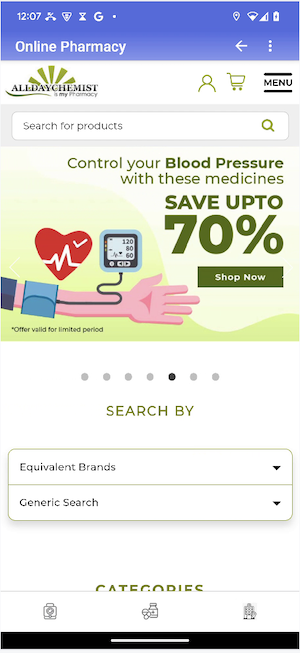 12:07
G
Online Pharmacy
ALLDAYCHEMIST
is my Pharmacy
MENU
Search for products
Control your Blood Pressure
with these medicines
SAVE UPTO
70%
120
80
60
Shop Now
*Offer valid for limited period
SEARCH BY
Equivalent Brands
Generic Search
CATEGORIES